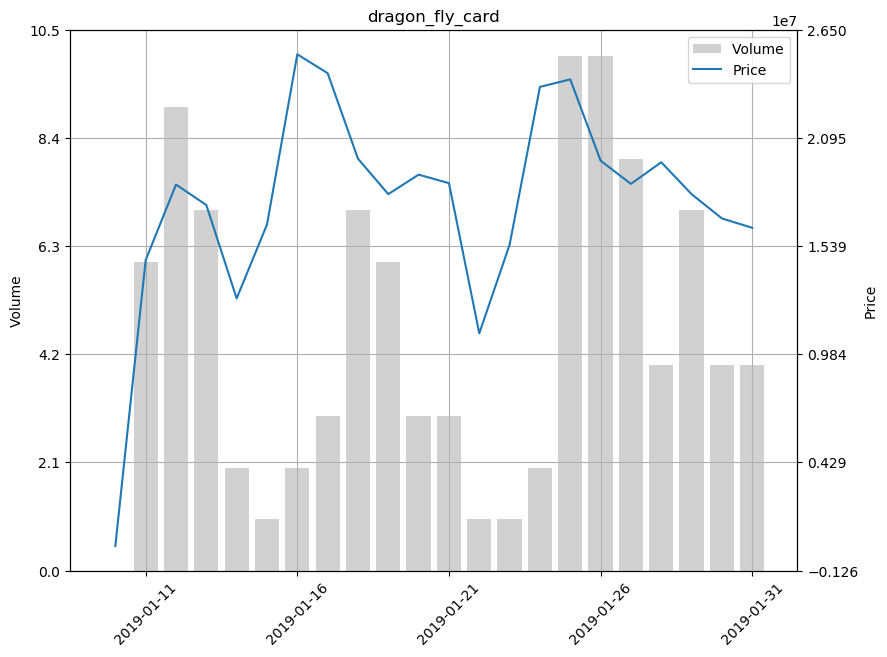 dragon_fly_card
1e7
10.5
8.4
6.3
4.2
2.1
0.0
Volume
Volume
Price
2.650
2.095
1.539
0.984
0.429
−0.126
Price
2019-01-11
2019-01-16
2019-01-21
2019-01-26
2019-01-31